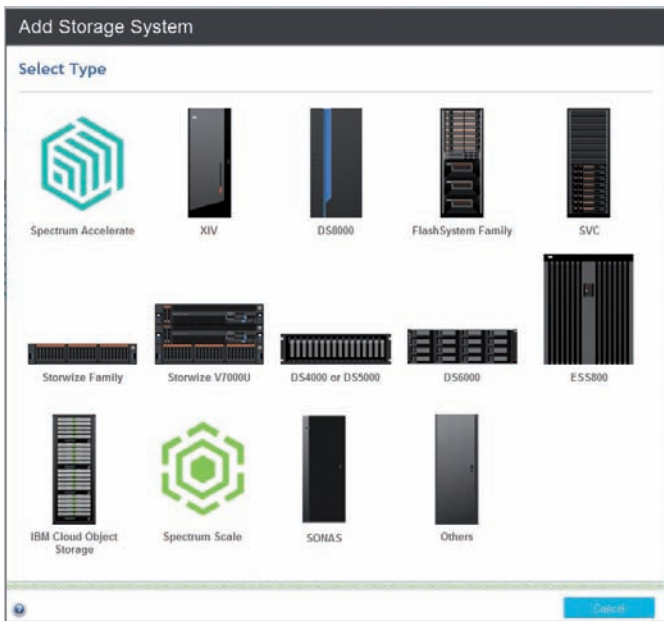 Add Storage System
Select Type
Spectrum Accelerate
XIV
DS8000
FlashSystem Family
SVC
Storwize Family
Storwize V7000U
DS4000 or DS5000
DS6000
ESS800
IBM Cloud Object
Storage
Spectrum Scale
SONAS
Others
Cancel